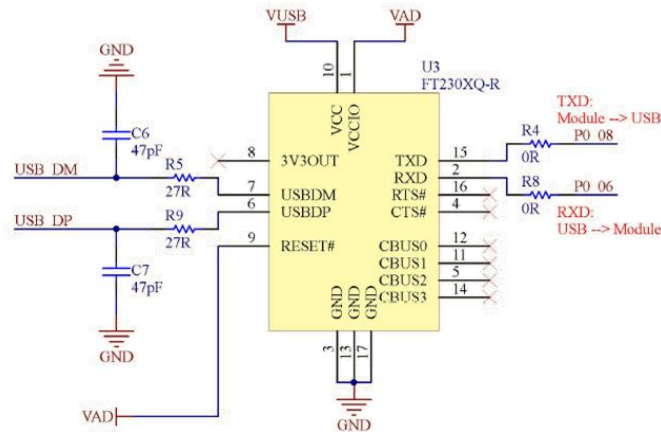 VUSB
VAD
GND
10
1
U3
FT230XQ-R
VCC
VCCIO
TXD:
Module --> USB
C6
47pF
R4
P0_08
0R
8
3V3OUT
TXD
15
USB_DM
R5
27R
7
USBDM
RXD
2
R8
P0_06
0R
RTS#
16
USB_DP
R9
27R
6
USBDP
CTS#
4
RXD:
USB --> Module
9
RESET#
CBUS0
12
CBUS1
11
CBUS2
5
CBUS3
14
C7
47pF
GND
GND
GND
GND
3
13
17
VAD
GND